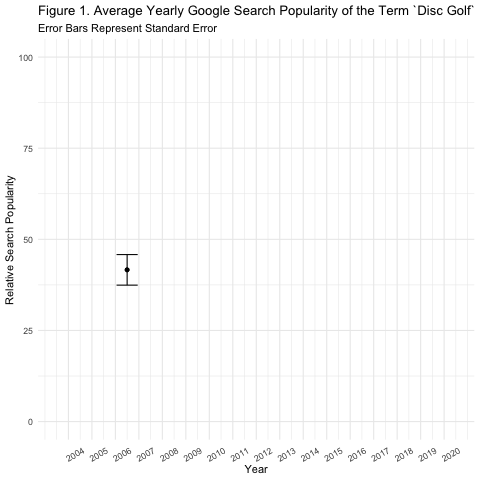 Figure 1. Average Yearly Google Search Popularity of the Term `Disc Golf`
Error Bars Represent Standard Error
100
75
50
25
0
Relative Search Popularity
2004 2005 2006 2007 2008 2009 2010 2011 2012 2013 2014 2015 2016 2017 2018 2019 2020
Year